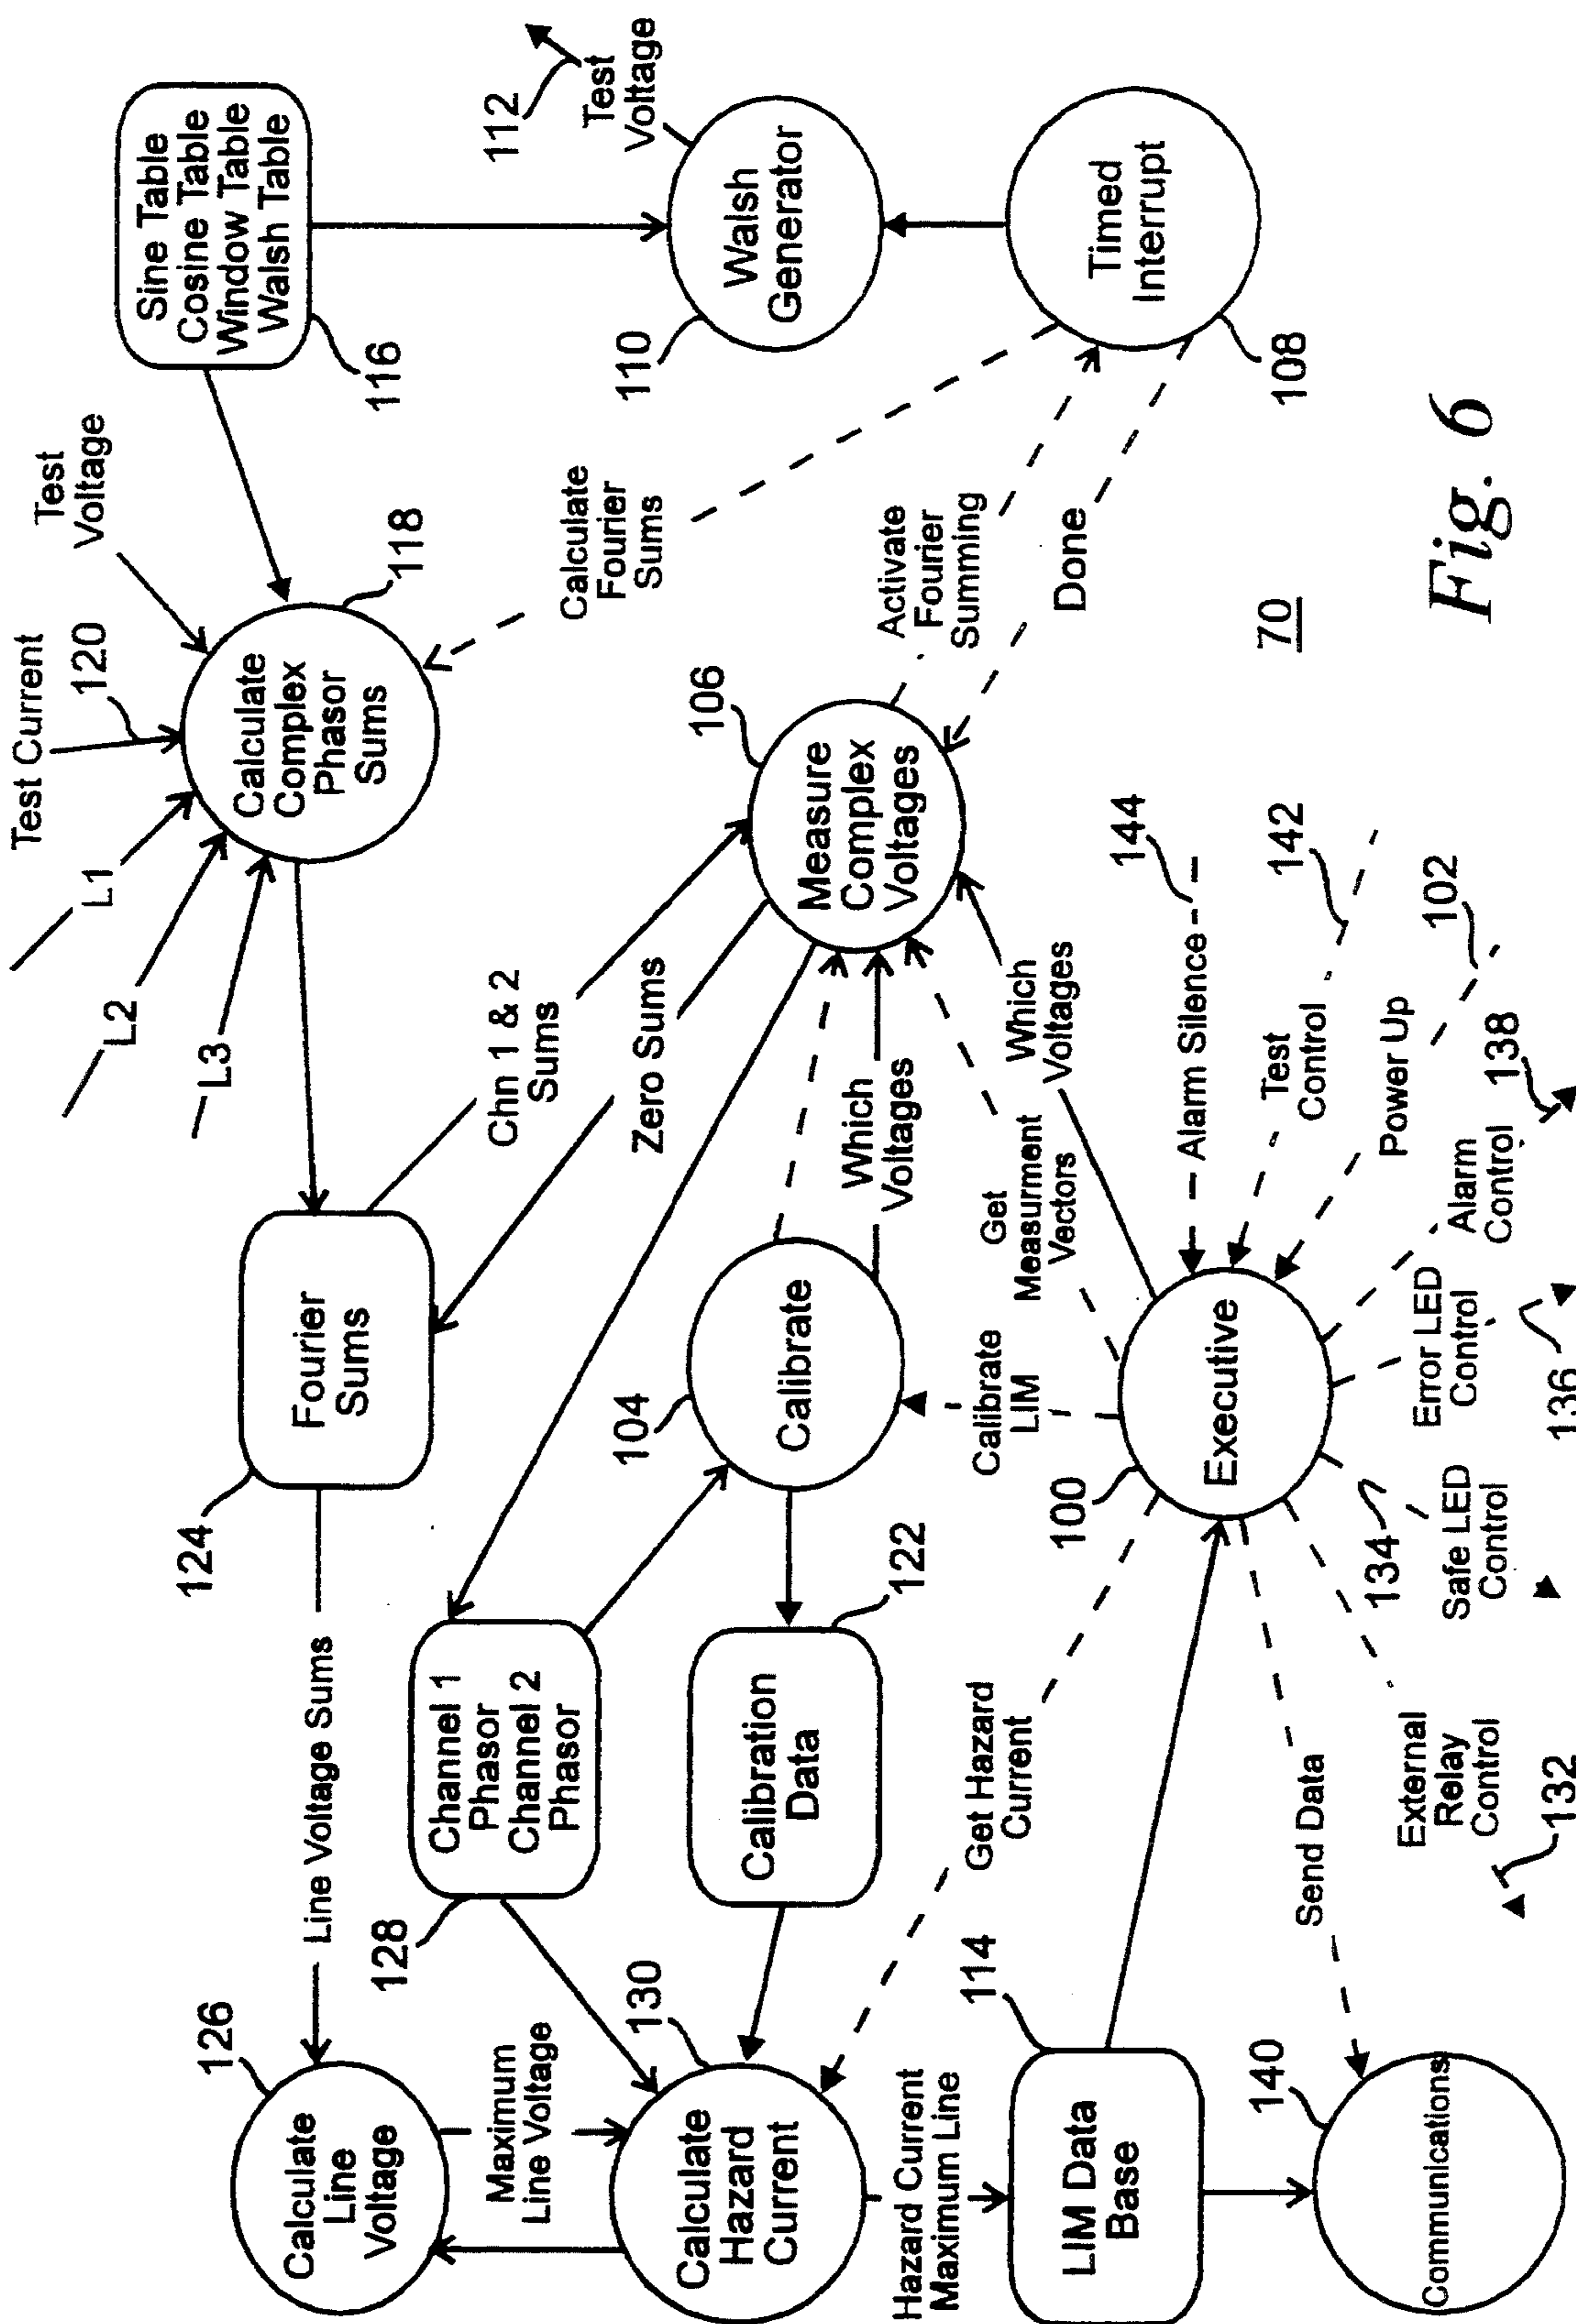 126
Calculate
Line
Voltage
Line Voltage Sums
124
Fourier
Sums
L3
L2
L1
Test Current
120
Test
Voltage
Calculate
Complex
Phasor
Sums
118
Sine Table
Cosine Table
Window Table
Walsh Table
116
112
Test
Voltage
Maximum
Line Voltage
128
Channel 1
Phasor
Channel 2
Phasor
Chn 1 & 2
Sums
Zero Sums
Calculate
Fourier
Sums
110
Walsh
Generator
130
Calculate
Hazard
Current
122
Calibration
Data
104
Calibrate
Which
Voltages
106
Measure
Complex
Voltages
Activate
Fourier
Summing
Done
Timed
Interrupt
108
Hazard Current
Maximum Line
114
LIM Data
Base
Get Hazard
Current
Calibrate
LIM
Get
Measurment
Vectors
Which
Voltages
100
Executive
Alarm Silence
144
Test
Control
142
Power Up
102
140
Communications
Send Data
External
Relay
Control
132
134
Safe LED
Control
Error LED
Control
136
Alarm
Control
138
70
Fig. 6